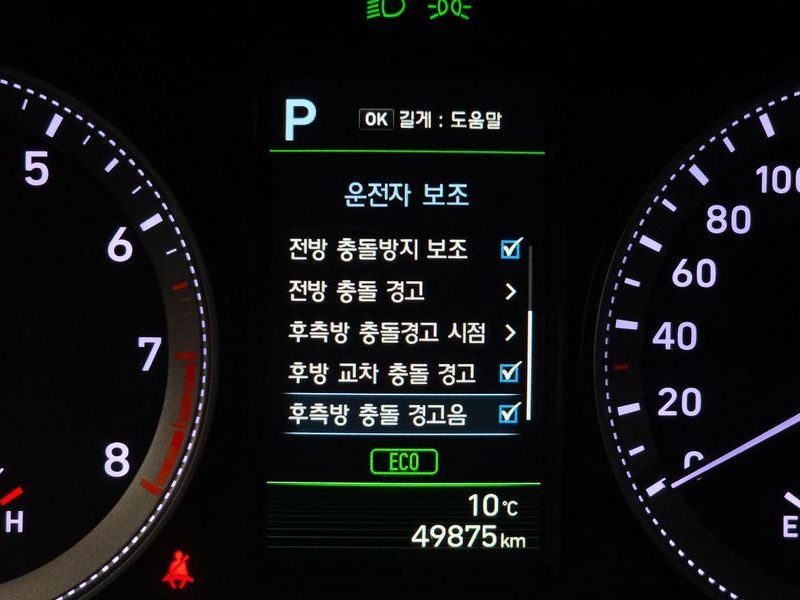 P
OK 길게 : 도움말
운전자 보조
전방 충돌방지 보조
전방 충돌 경고
후측방 충돌경고 시점
후방 교차 충돌 경고
후측방 충돌 경고음
ECO
10℃
49875km
5
6
7
8
H
100
80
60
40
20
0
E